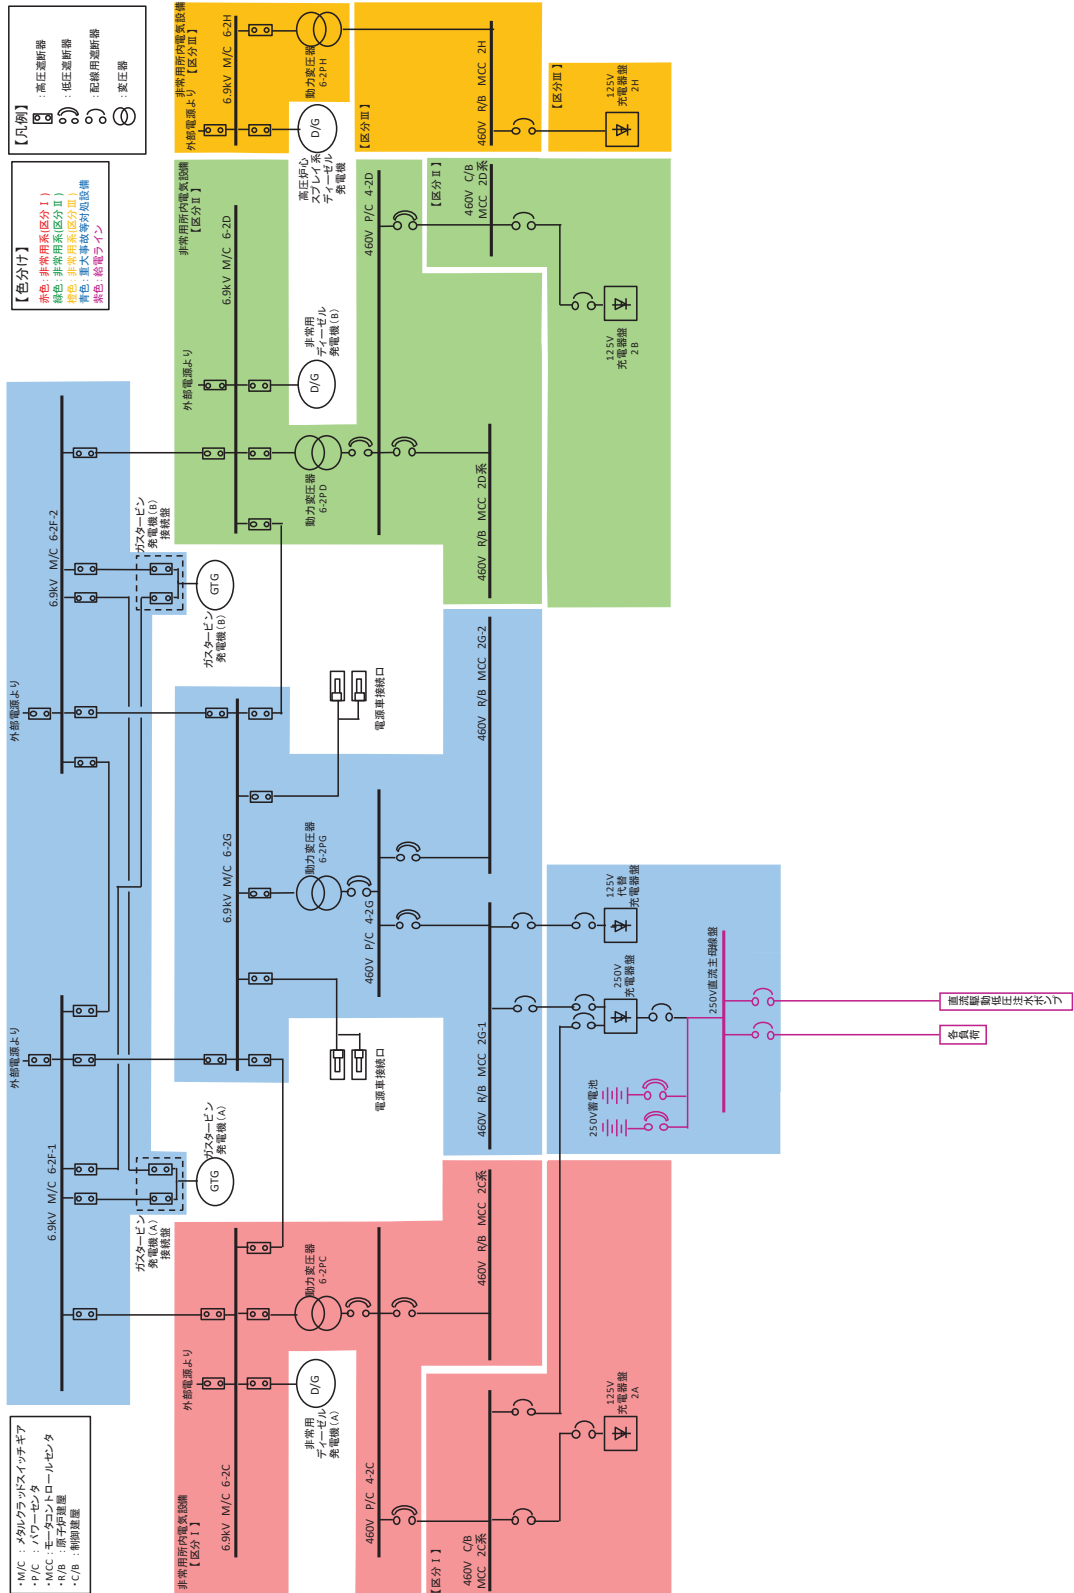 ・M/C ：メタルクラッドスイッチギア
・P/C ：パワーセンタ
・MCC：モータコントロールセンタ
・R/B ：原子炉建屋
・C/B ：制御建屋
【色分け】
赤色：非常用系(区分Ⅰ)
緑色：非常用系(区分Ⅱ)
橙色：非常用系(区分Ⅲ)
青色：重大事故等対処設備
紫色：給電ライン
【凡例】
：高圧遮断器
：低圧遮断器
：配線用遮断器
：変圧器
外部電源より
6.9kV M/C 6-2F-1
外部電源より
6.9kV M/C 6-2F-2
ガスタービン
発電機(A)
接続盤
GTG
ガスタービン
発電機(A)
ガスタービン
発電機(B)
接続盤
GTG
ガスタービン
発電機(B)
非常用所内電気設備
【区分Ⅰ】
外部電源より
6.9kV M/C 6-2C
非常用
ディーゼル
発電機(A)
D/G
動力変圧器
6-2PC
460V P/C 4-2C
460V R/B MCC 2C系
【区分Ⅰ】
460V C/B
MCC 2C系
125V
充電器盤
2A
6.9kV M/C 6-2G
電源車接続口
電源車接続口
動力変圧器
6-2PG
460V P/C 4-2G
460V R/B MCC 2G-1
460V R/B MCC 2G-2
250V
充電器盤
125V
代替
充電器盤
250V蓄電池
250V直流主母線盤
各負荷
直流駆動低圧注水ポンプ
非常用所内電気設備
【区分Ⅱ】
外部電源より
6.9kV M/C 6-2D
非常用
ディーゼル
発電機(B)
D/G
動力変圧器
6-2PD
460V P/C 4-2D
460V R/B MCC 2D系
【区分Ⅱ】
460V C/B
MCC 2D系
125V
充電器盤
2B
非常用所内電気設備
【区分Ⅲ】
外部電源より
6.9kV M/C 6-2H
高圧炉心
スプレイ系
ディーゼル
発電機
D/G
動力変圧器
6-2PH
【区分Ⅲ】
460V R/B MCC 2H
【区分Ⅲ】
125V
充電器盤
2H